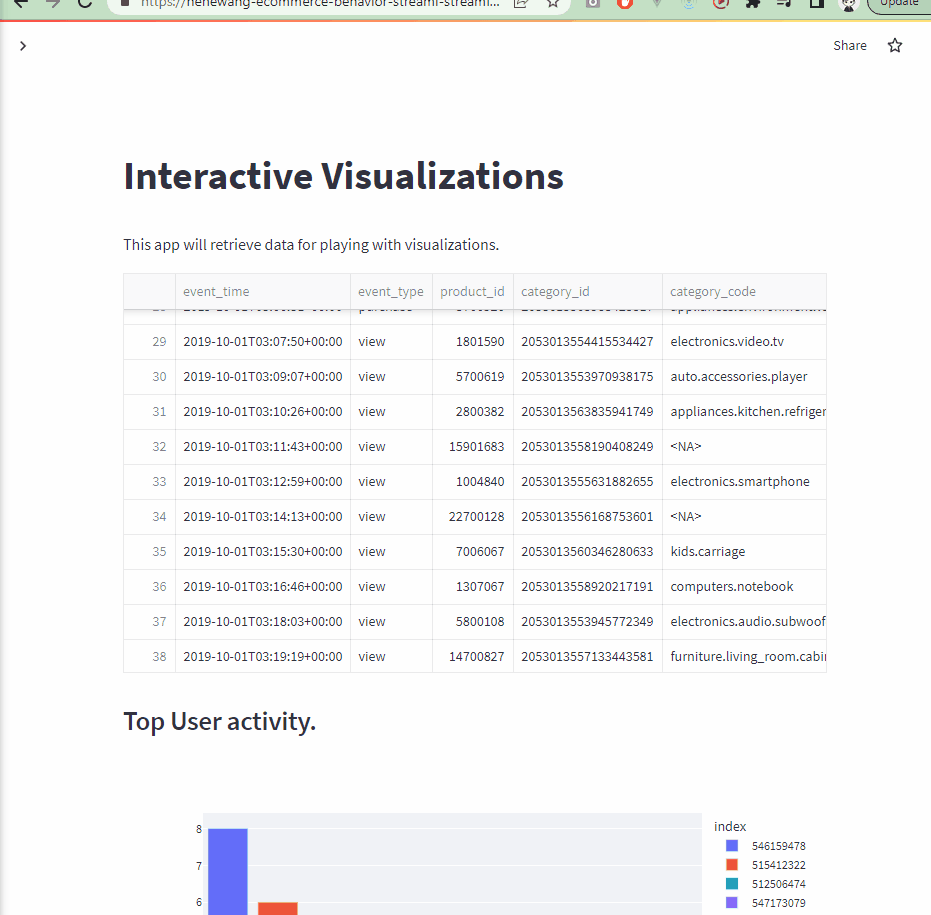 https://nenewang-ecommerce-behavior-streaml-streaml...
Update
Share
Interactive Visualizations
This app will retrieve data for playing with visualizations.
event_time event_type product_id category_id category_code
29 2019-10-01T03:07:50+00:00 view 1801590 2053013554415534427 electronics.video.tv
30 2019-10-01T03:09:07+00:00 view 5700619 2053013553970938175 auto.accessories.player
31 2019-10-01T03:10:26+00:00 view 2800382 2053013563835941749 appliances.kitchen.refriger
32 2019-10-01T03:11:43+00:00 view 15901683 2053013558190408249 <NA>
33 2019-10-01T03:12:59+00:00 view 1004840 2053013555631882655 electronics.smartphone
34 2019-10-01T03:14:13+00:00 view 22700128 2053013556168753601 <NA>
35 2019-10-01T03:15:30+00:00 view 7006067 2053013560346280633 kids.carriage
36 2019-10-01T03:16:46+00:00 view 1307067 2053013558920217191 computers.notebook
37 2019-10-01T03:18:03+00:00 view 5800108 2053013553945772349 electronics.audio.subwoof
38 2019-10-01T03:19:19+00:00 view 14700827 2053013557133443581 furniture.living_room.cabi
Top User activity.
8
7
6
index
546159478
515412322
512506474
547173079